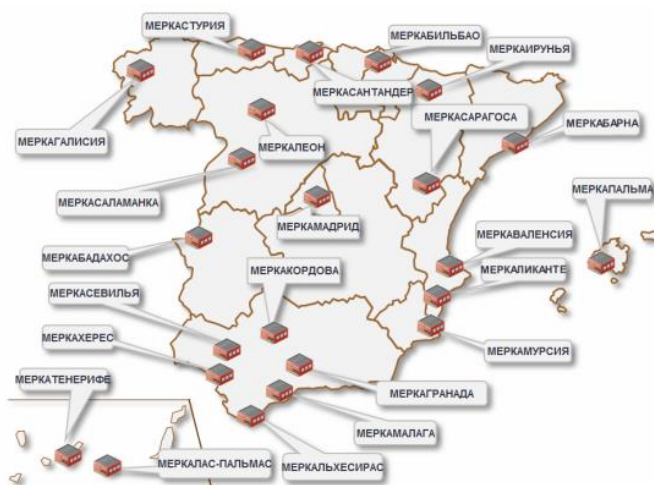 МЕРКАСТУРИЯ
МЕРКАБИЛЬБАО
МЕРКАИРУНЬЯ
МЕРКАСАНТАНДЕР
МЕРКАСАРАГОСА
МЕРКАБАРНА
МЕРКАГАЛИСИЯ
МЕРКАЛЕОН
МЕРКАПАЛЬМА
МЕРКАСАЛАМАНКА
МЕРКАМАДРИД
МЕРКАВАЛЕНСИЯ
МЕРКАБАДАХОС
МЕРКАКОРДОВА
МЕРКАЛИКАНТЕ
МЕРКАСЕВИЛЬЯ
МЕРКАХЕРЕС
МЕРКАМУРСИЯ
МЕРКАТЕНЕРИФЕ
МЕРКАГРАНАДА
МЕРКАМАЛАГА
МЕРКАЛАС-ПАЛЬМАС
МЕРКАЛЬХЕСИРАС